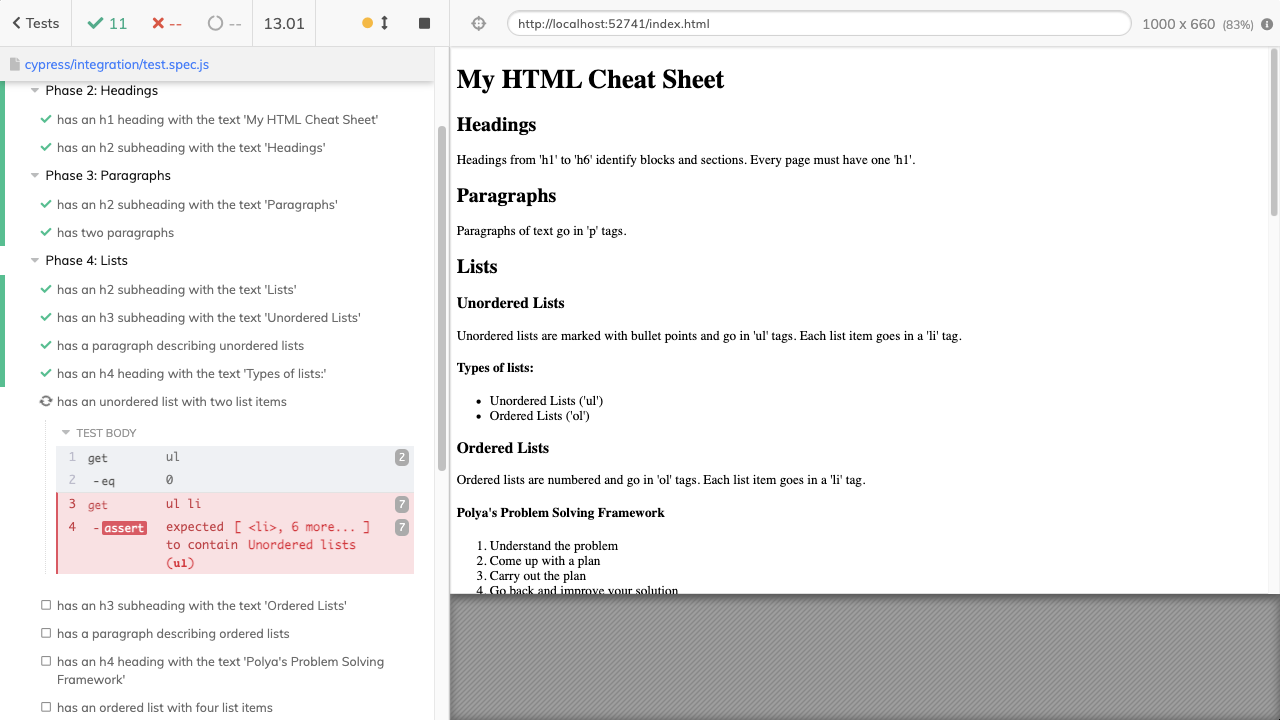 Tests
11
--
--
13.01
http://localhost:52741/index.html
1000 x 660 (83%)
cypress/integration/test.spec.js
Phase 2: Headings
has an h1 heading with the text 'My HTML Cheat Sheet'
has an h2 subheading with the text 'Headings'
Phase 3: Paragraphs
has an h2 subheading with the text 'Paragraphs'
has two paragraphs
Phase 4: Lists
has an h2 subheading with the text 'Lists'
has an h3 subheading with the text 'Unordered Lists'
has a paragraph describing unordered lists
has an h4 heading with the text 'Types of lists:'
has an unordered list with two list items
TEST BODY
1 get ul 2
2 -eq 0
3 get ul li 7
4 -assert expected [ <li>, 6 more... ] 7
to contain Unordered lists
(ul)
has an h3 subheading with the text 'Ordered Lists'
has a paragraph describing ordered lists
has an h4 heading with the text 'Polya's Problem Solving
Framework'
has an ordered list with four list items
My HTML Cheat Sheet
Headings
Headings from 'h1' to 'h6' identify blocks and sections. Every page must have one 'h1'.
Paragraphs
Paragraphs of text go in 'p' tags.
Lists
Unordered Lists
Unordered lists are marked with bullet points and go in 'ul' tags. Each list item goes in a 'li' tag.
Types of lists:
• Unordered Lists ('ul')
• Ordered Lists ('ol')
Ordered Lists
Ordered lists are numbered and go in 'ol' tags. Each list item goes in a 'li' tag.
Polya's Problem Solving Framework
1. Understand the problem
2. Come up with a plan
3. Carry out the plan
4. Go back and improve your solution